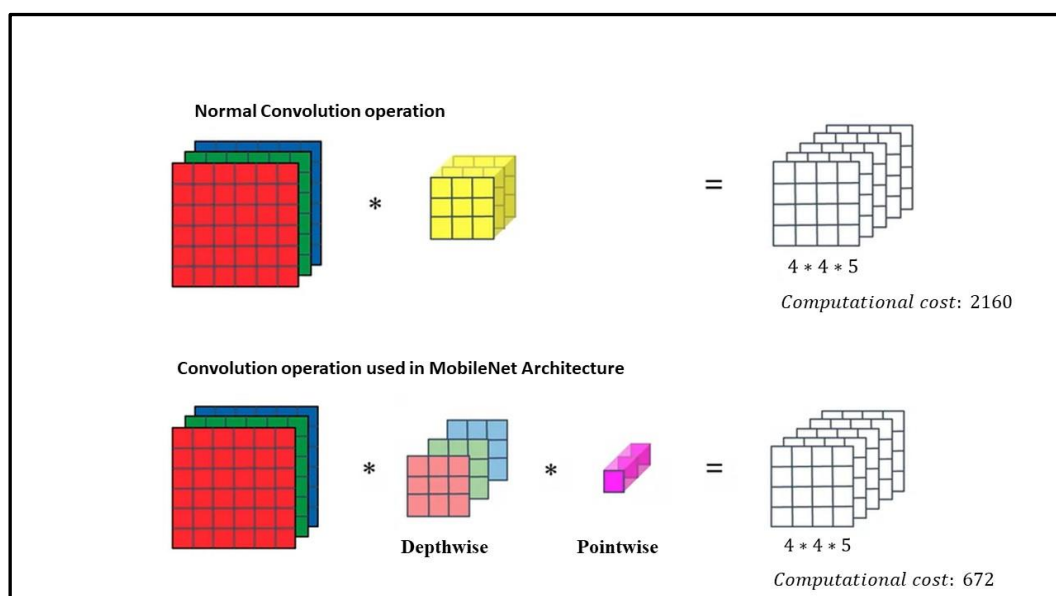 Normal Convolution operation
*
=
4 * 4 * 5
Computational cost: 2160
Convolution operation used in MobileNet Architecture
*
*
=
Depthwise
Pointwise
4 * 4 * 5
Computational cost: 672